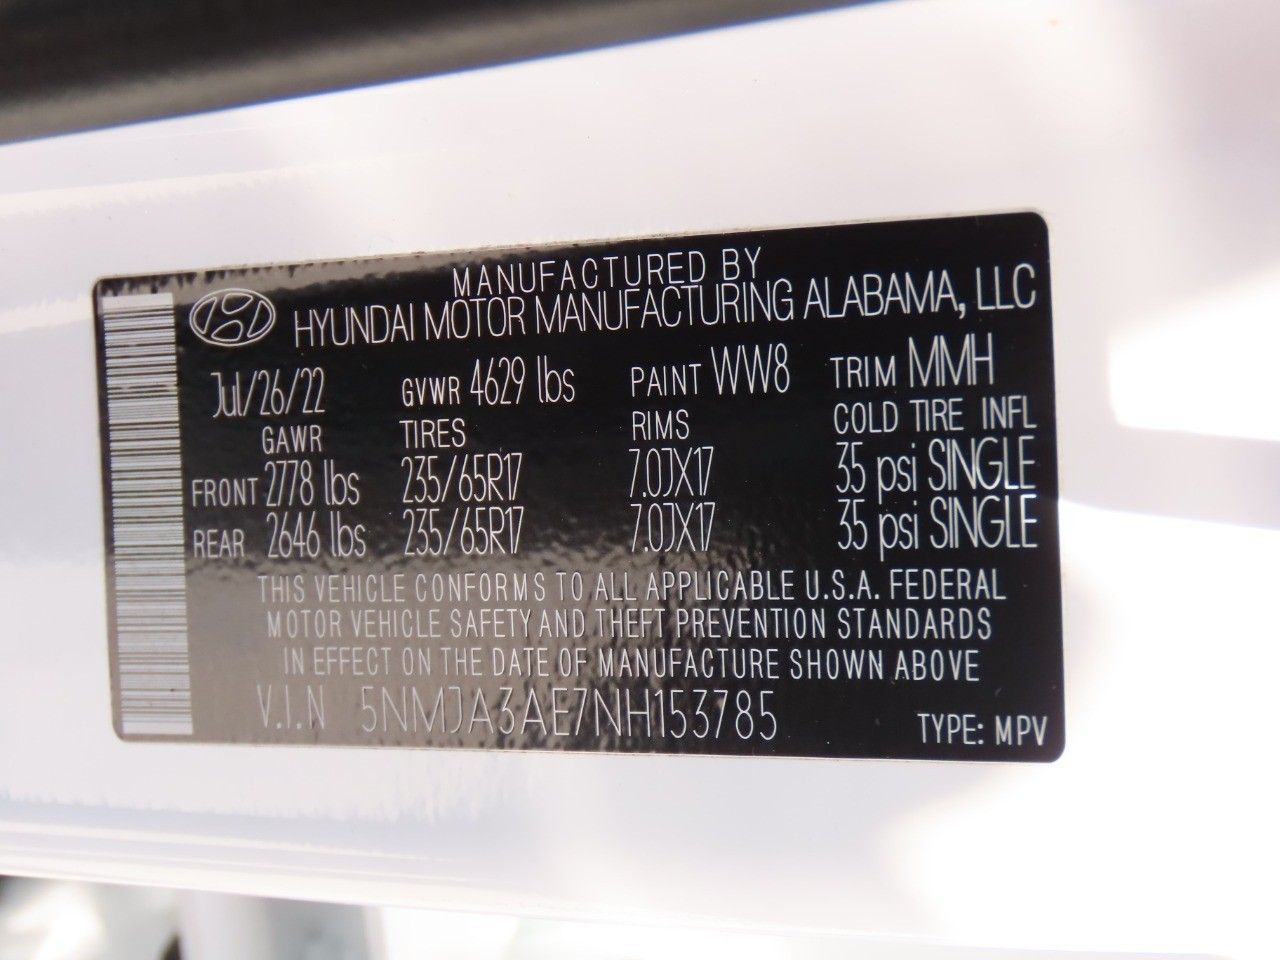 MANUFACTURED BY
HYUNDAI MOTOR MANUFACTURING ALABAMA, LLC
Jul/26/22 GVWR 4629 lbs PAINT WW8 TRIM MMH
GAWR TIRES RIMS COLD TIRE INFL
FRONT 2778 lbs 235/65R17 7.0JX17 35 psi SINGLE
REAR 2646 lbs 235/65R17 7.0JX17 35 psi SINGLE
THIS VEHICLE CONFORMS TO ALL APPLICABLE U.S.A. FEDERAL
MOTOR VEHICLE SAFETY AND THEFT PREVENTION STANDARDS
IN EFFECT ON THE DATE OF MANUFACTURE SHOWN ABOVE
V.I.N 5NMJA3AE7NH153785 TYPE: MPV